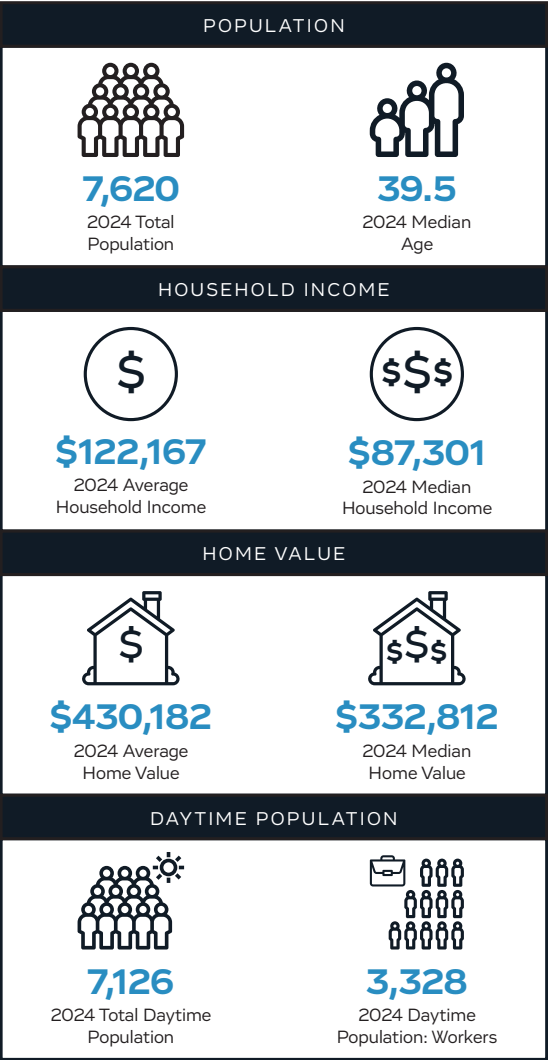 POPULATION
$
7,620
2024 Total
Population
39.5
2024 Median
Age
HOUSEHOLD INCOME
$
$122,167
2024 Average
Household Income
$$$
$87,301
2024 Median
Household Income
HOME VALUE
$
$430,182
2024 Average
Home Value
$$$
$332,812
2024 Median
Home Value
DAYTIME POPULATION
7,126
2024 Total Daytime
Population
3,328
2024 Daytime
Population: Workers